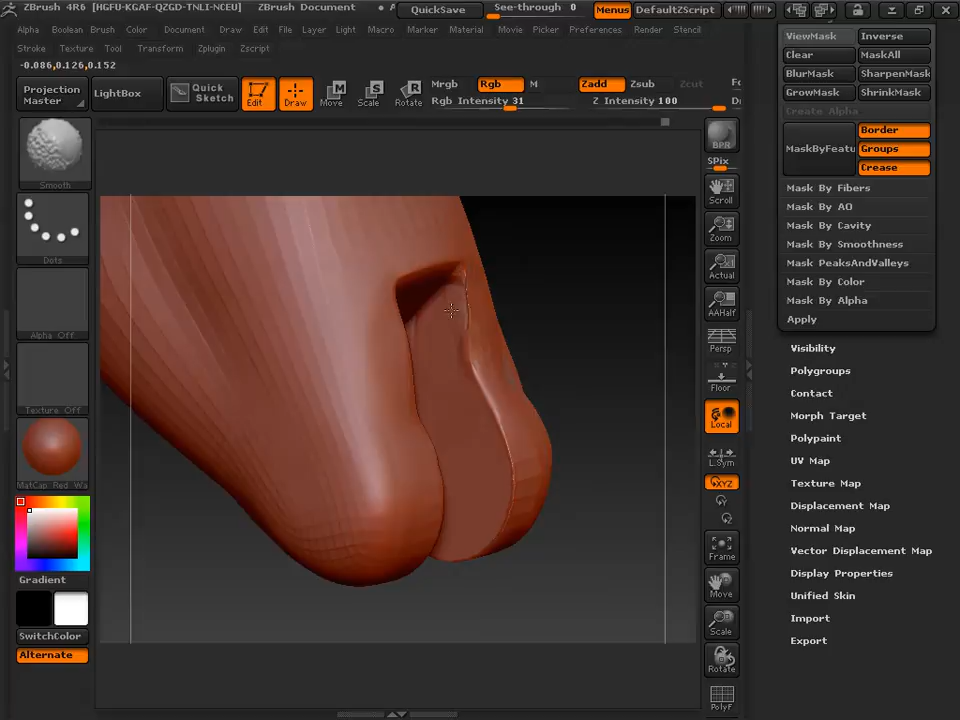 ZBrush 4R6 [HGFU-KGAF-QZGD-TNLI-NCEU] ZBrush Document QuickSave See-through 0 Menus DefaultZScript
Alpha Boolean Brush Color Document Draw Edit File Layer Light Macro Marker Material Movie Picker Preferences Render Stencil
Stroke Texture Tool Transform Zplugin Zscript
-0.086,0.126,0.152
Projection Master
LightBox
Quick Sketch
Edit
Draw
Move
Scale
Rotate
Mrgb Rgb M
Rgb Intensity 31
Zadd Zsub Zcut
Z Intensity 100
Smooth
Dots
Alpha Off
Texture Off
MatCap Red Wa
Gradient
SwitchColor
Alternate
BPR
SPix
Scroll
Zoom
Actual
AAHalf
Persp
Floor
Local
L.Sym
XYZ
Frame
Move
Scale
Rotate
PolyF
ViewMask Inverse
Clear MaskAll
BlurMask SharpenMask
GrowMask ShrinkMask
Create Alpha
MaskByFeatu
Border
Groups
Crease
Mask By Fibers
Mask By AO
Mask By Cavity
Mask By Smoothness
Mask PeaksAndValleys
Mask By Color
Mask By Alpha
Apply
Visibility
Polygroups
Contact
Morph Target
Polypaint
UV Map
Texture Map
Displacement Map
Normal Map
Vector Displacement Map
Display Properties
Unified Skin
Import
Export